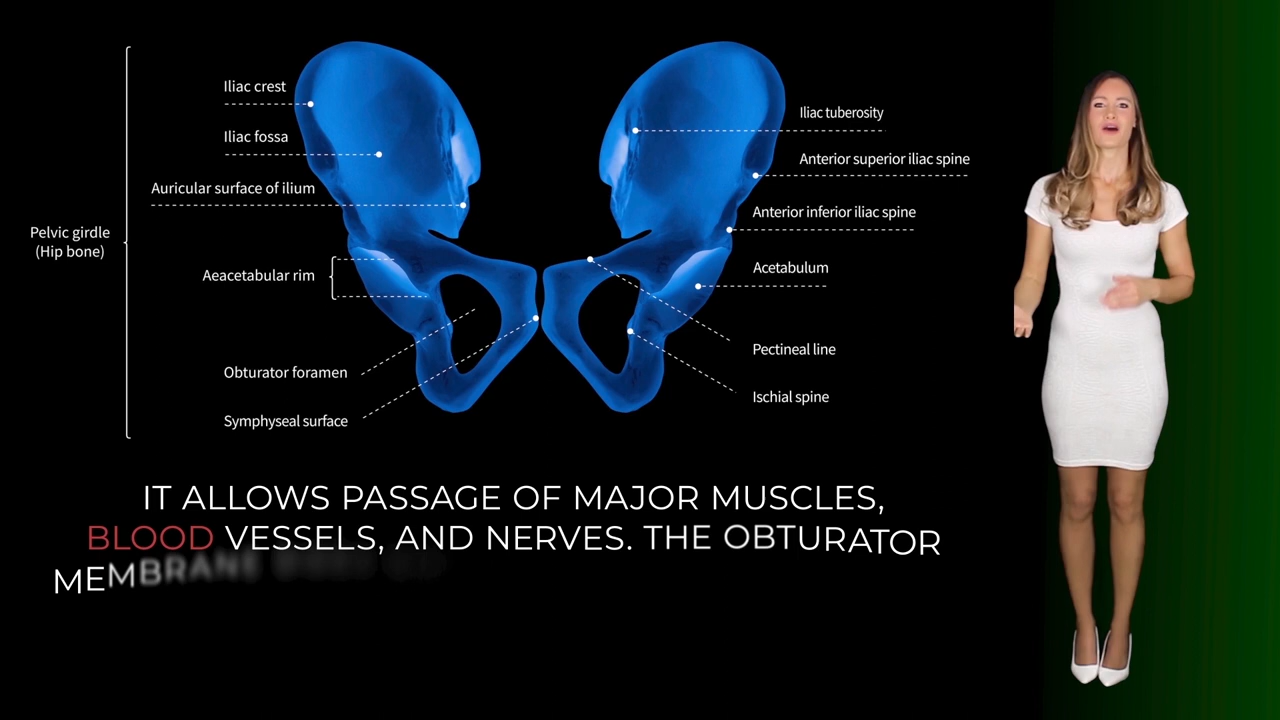 Iliac crest
Iliac fossa
Auricular surface of ilium
Pelvic girdle
(Hip bone)
Aeacetabular rim
Obturator foramen
Symphyseal surface
Iliac tuberosity
Anterior superior iliac spine
Anterior inferior iliac spine
Acetabulum
Pectineal line
Ischial spine
IT ALLOWS PASSAGE OF MAJOR MUSCLES,
BLOOD VESSELS, AND NERVES. THE OBTURATOR
MEMBRANE